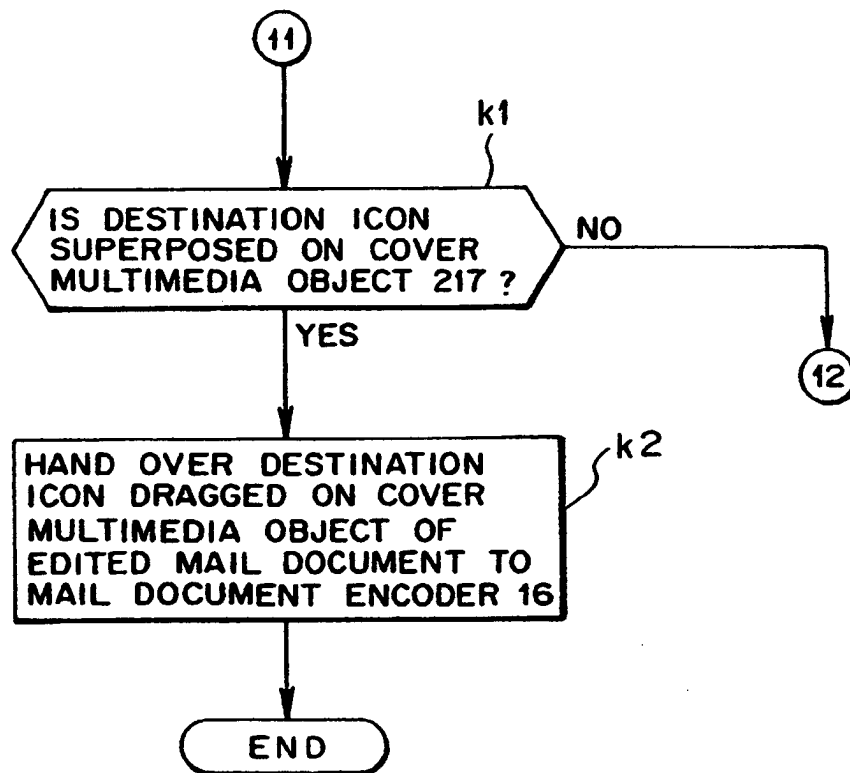 11
k1
IS DESTINATION ICON
SUPERPOSED ON COVER
MULTIMEDIA OBJECT 217 ?
NO
YES
12
k2
HAND OVER DESTINATION
ICON DRAGGED ON COVER
MULTIMEDIA OBJECT OF
EDITED MAIL DOCUMENT TO
MAIL DOCUMENT ENCODER 16
END